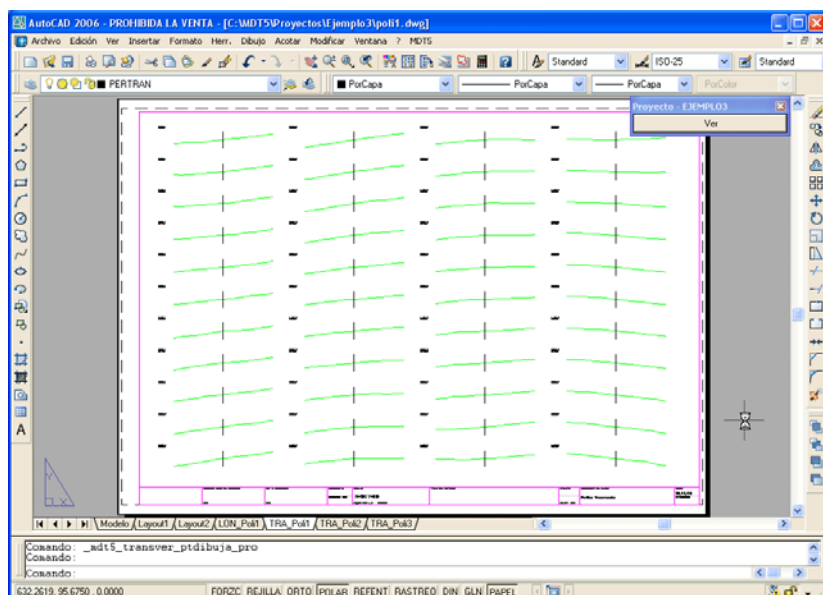 AutoCAD 2006 - PROHIBIDA LA VENTA - [C:\MDT5\Proyectos\Ejemplo3\poli1.dwg]
Archivo Edición Ver Insertar Formato Herr. Dibujo Acotar Modificar Ventana ? MDT5
Standard ISO-25 Standard
PERTRAN PorCapa PorCapa PorCapa PorColor
Proyecto - EJEMPLO3
Ver
Modelo Layout1 Layout2 LON_Poli1 TRA_Poli1 TRA_Poli2 TRA_Poli3
Comando: _mdt5_transver_ptdibuja_pro
Comando:
Comando:
632.2619, 95.6750 , 0.0000 FORZC REJILLA ORTO POLAR REFENT RASTREO DIN GLN PAPEL